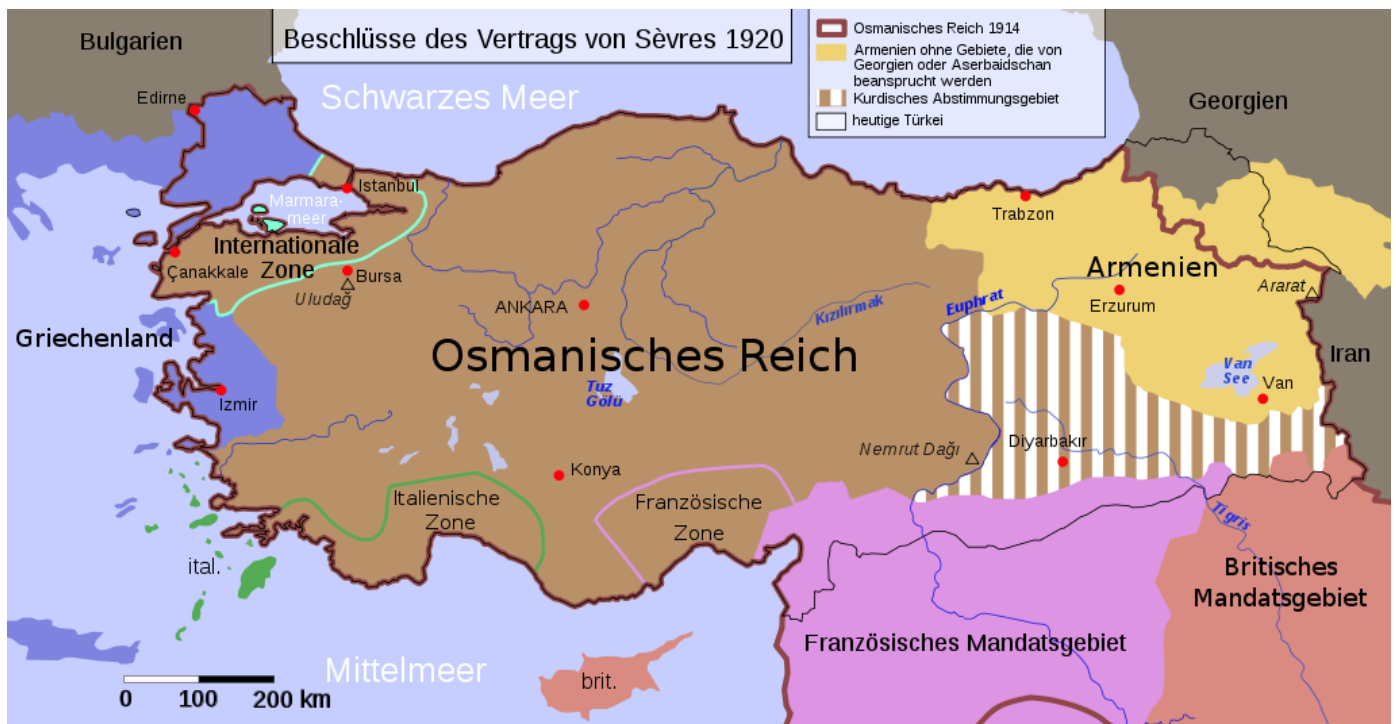 Beschlüsse des Vertrags von Sèvres 1920
Osmanisches Reich 1914
Armenien ohne Gebiete, die von
Georgien oder Aserbaidschan
beansprucht werden
Kurdisches Abstimmungsgebiet
heutige Türkei
Bulgarien
Schwarzes Meer
Georgien
Edirne
Istanbul
Marmara-
meer
Trabzon
Internationale
Zone
Çanakkale
Bursa
Uludağ
Armenien
Ararat
Erzurum
ANKARA
Kızılırmak
Euphrat
Griechenland
Osmanisches Reich
Iran
Van
See
Van
Tuz
Gölü
Izmir
Nemrut Dağı
Diyarbakır
Konya
Italienische
Zone
Französische
Zone
Tigris
ital.
Britisches
Mandatsgebiet
Französisches Mandatsgebiet
Mittelmeer
brit.
0 100 200 km